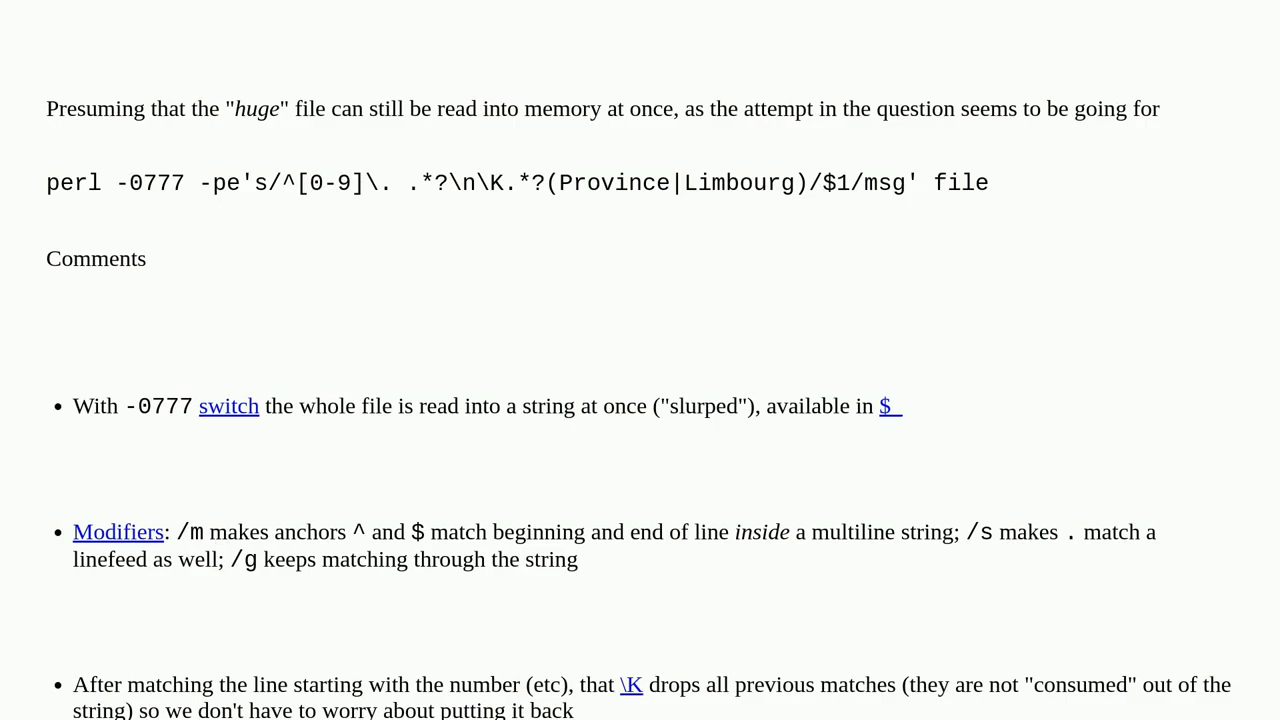 Presuming that the "huge" file can still be read into memory at once, as the attempt in the question seems to be going for
perl -0777 -pe's/^[0-9]\. .*?\n\K.*?(Province|Limbourg)/$1/msg' file
Comments
• With -0777 switch the whole file is read into a string at once ("slurped"), available in $_
• Modifiers: /m makes anchors ^ and $ match beginning and end of line inside a multiline string; /s makes . match a
linefeed as well; /g keeps matching through the string
• After matching the line starting with the number (etc), that \K drops all previous matches (they are not "consumed" out of the
string) so we don't have to worry about putting it back